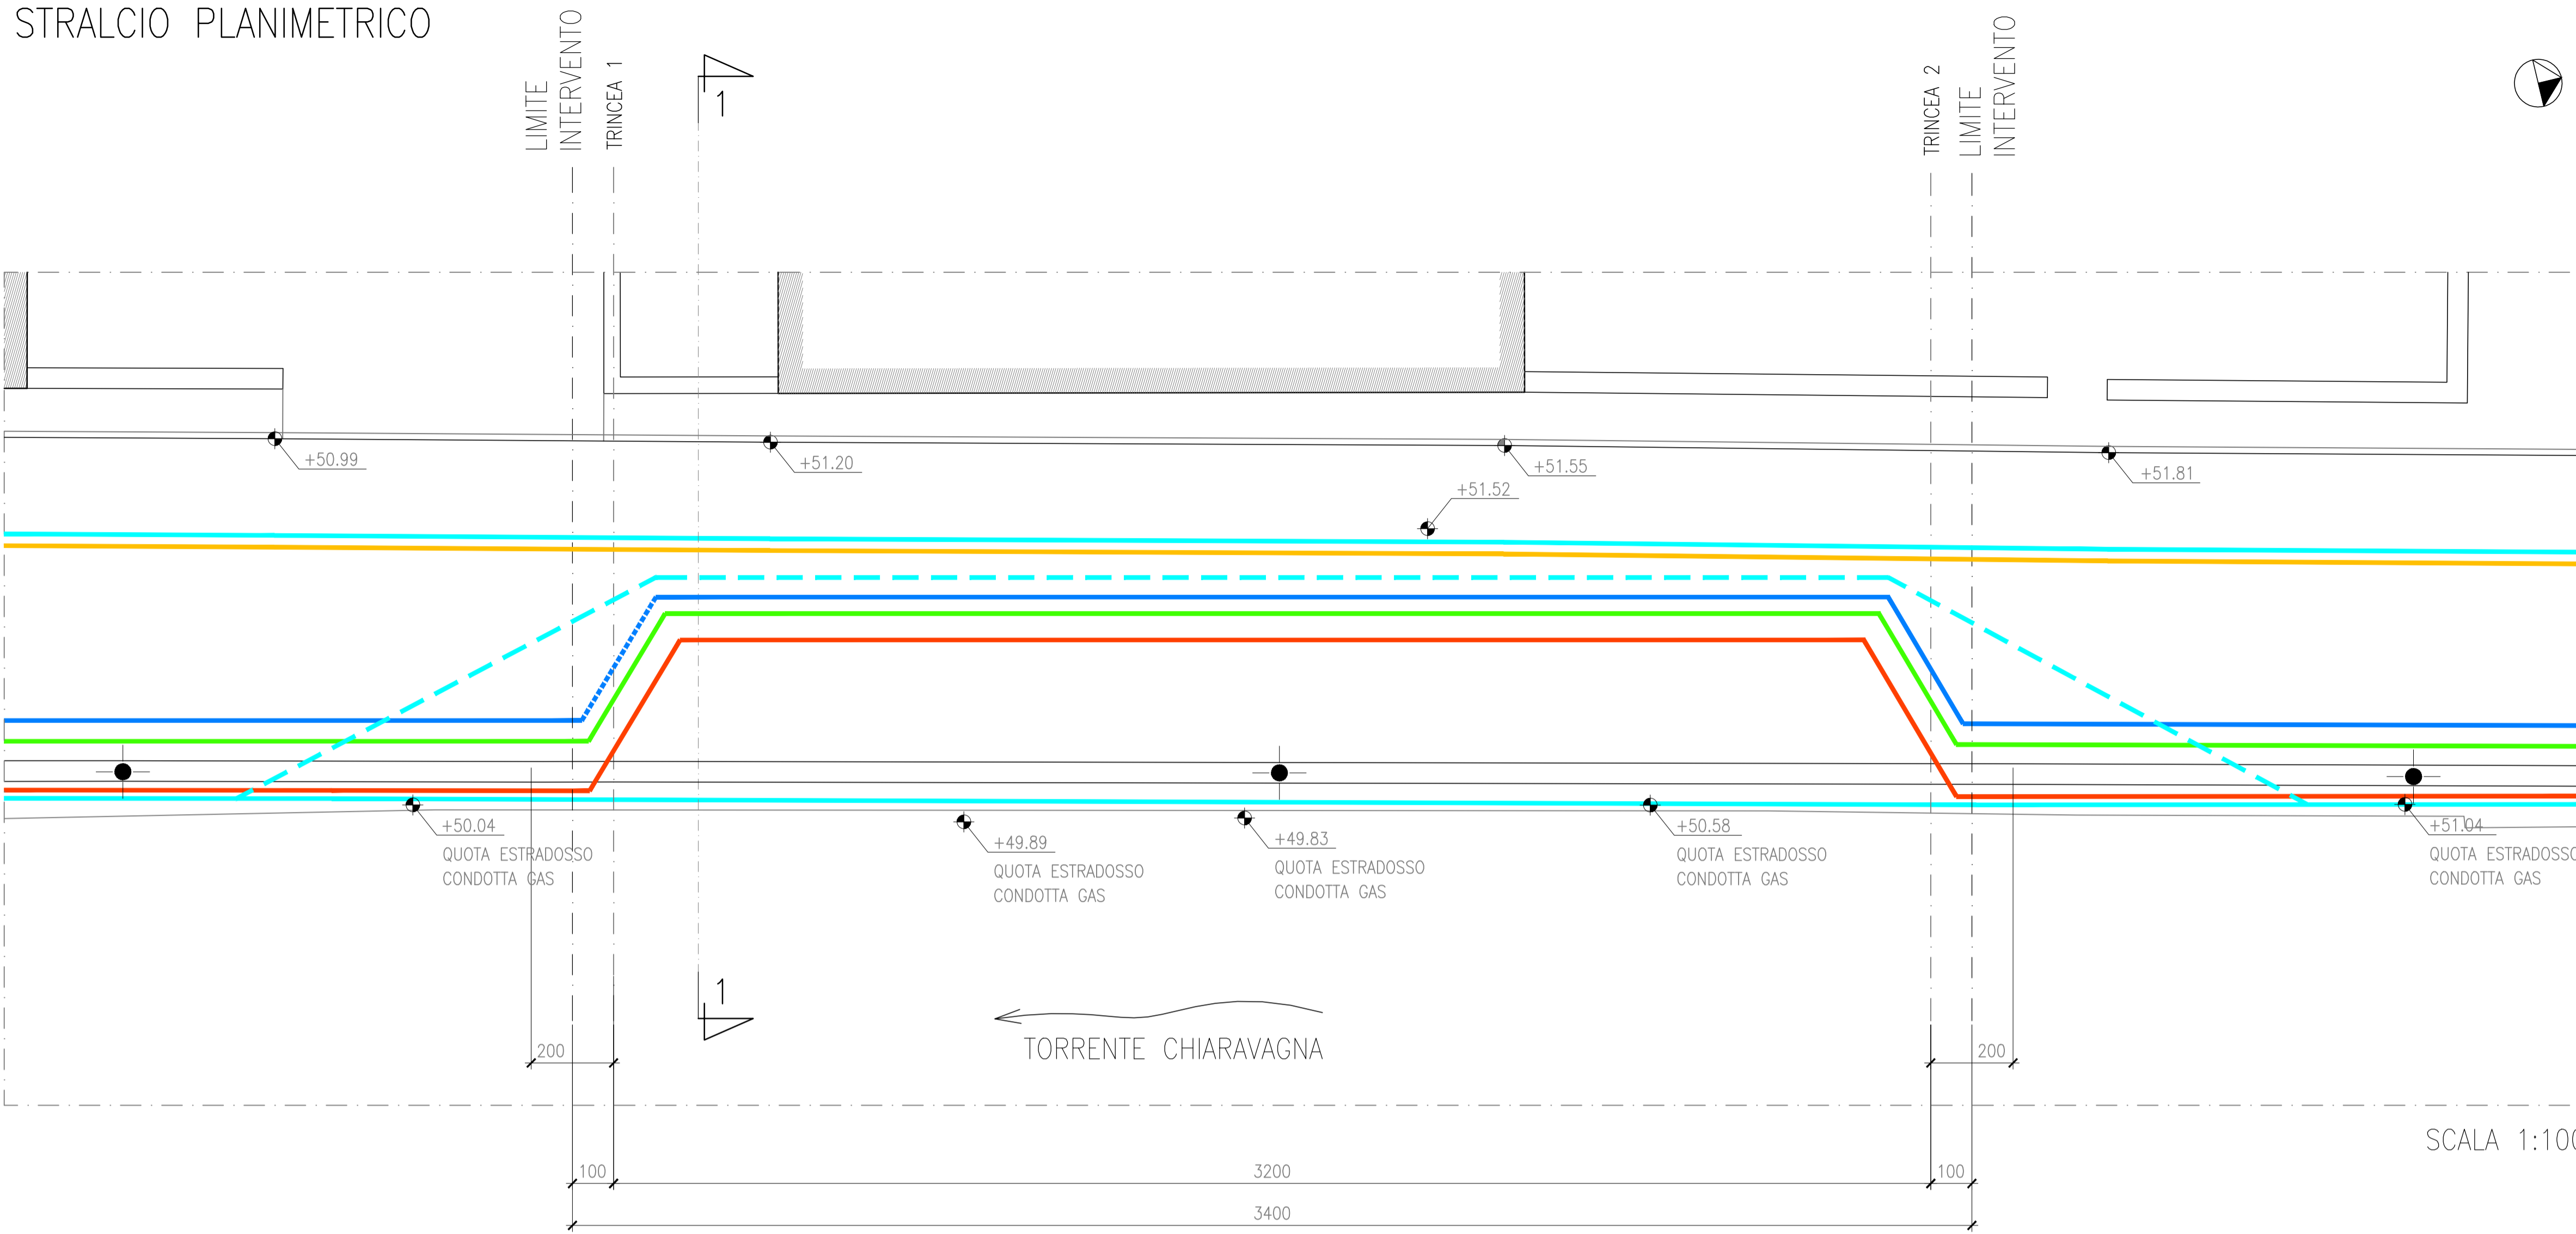 STRALCIO PLANIMETRICO
LIMITE
INTERVENTO
TRINCEA 1
1
TRINCEA 2
LIMITE
INTERVENTO
+50.99
+51.20
+51.55
+51.81
+51.52
+50.04
QUOTA ESTRADOSSO
CONDOTTA GAS
+49.89
QUOTA ESTRADOSSO
CONDOTTA GAS
+49.83
QUOTA ESTRADOSSO
CONDOTTA GAS
+50.58
QUOTA ESTRADOSSO
CONDOTTA GAS
+51.04
QUOTA ESTRADOSSO
CONDOTTA GAS
1
TORRENTE CHIARAVAGNA
200
200
SCALA 1:100
100
3200
100
3400